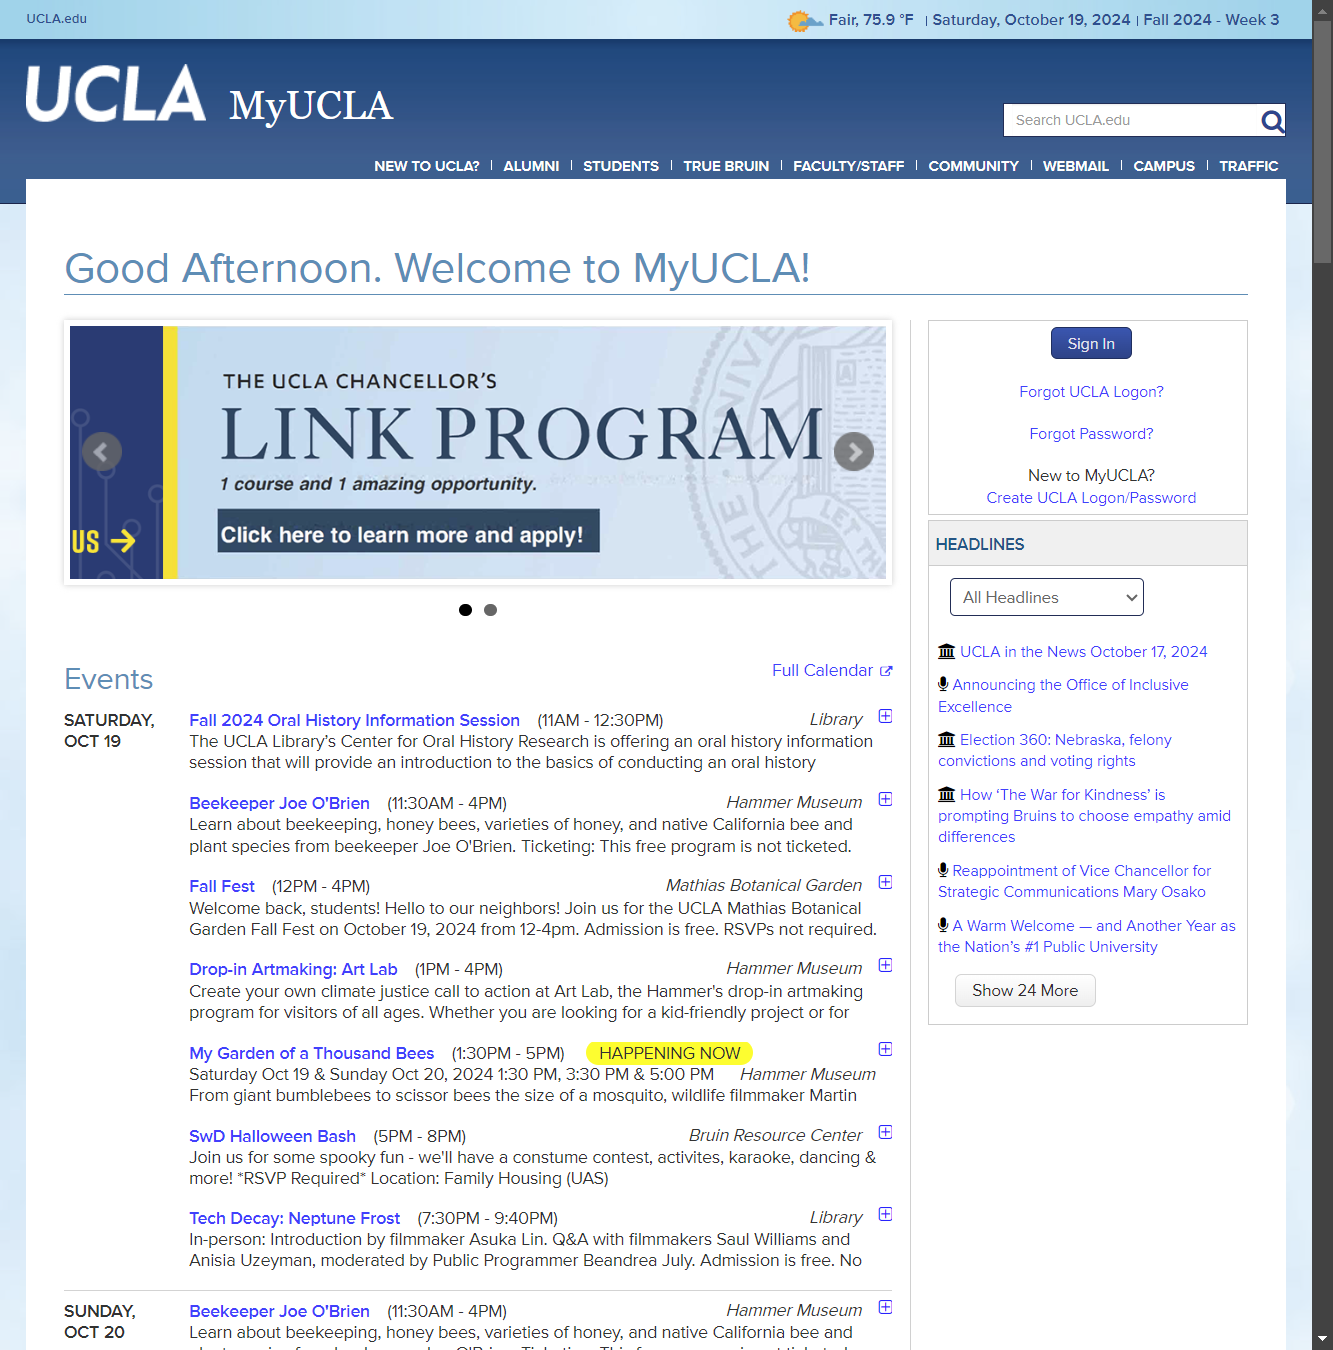 UCLA.edu
Fair, 75.9 °F | Saturday, October 19, 2024 | Fall 2024 - Week 3
UCLA MyUCLA
Search UCLA.edu
NEW TO UCLA? | ALUMNI | STUDENTS | TRUE BRUIN | FACULTY/STAFF | COMMUNITY | WEBMAIL | CAMPUS | TRAFFIC
Good Afternoon. Welcome to MyUCLA!
US →
THE UCLA CHANCELLOR'S
LINK PROGRAM
1 course and 1 amazing opportunity.
Click here to learn more and apply!
Events
Full Calendar
SATURDAY,
OCT 19
Fall 2024 Oral History Information Session (11AM - 12:30PM) Library
The UCLA Library's Center for Oral History Research is offering an oral history information
session that will provide an introduction to the basics of conducting an oral history
Beekeeper Joe O'Brien (11:30AM - 4PM) Hammer Museum
Learn about beekeeping, honey bees, varieties of honey, and native California bee and
plant species from beekeeper Joe O'Brien. Ticketing: This free program is not ticketed.
Fall Fest (12PM - 4PM) Mathias Botanical Garden
Welcome back, students! Hello to our neighbors! Join us for the UCLA Mathias Botanical
Garden Fall Fest on October 19, 2024 from 12-4pm. Admission is free. RSVPs not required.
Drop-in Artmaking: Art Lab (1PM - 4PM) Hammer Museum
Create your own climate justice call to action at Art Lab, the Hammer's drop-in artmaking
program for visitors of all ages. Whether you are looking for a kid-friendly project or for
My Garden of a Thousand Bees (1:30PM - 5PM) HAPPENING NOW
Saturday Oct 19 & Sunday Oct 20, 2024 1:30 PM, 3:30 PM & 5:00 PM Hammer Museum
From giant bumblebees to scissor bees the size of a mosquito, wildlife filmmaker Martin
SwD Halloween Bash (5PM - 8PM) Bruin Resource Center
Join us for some spooky fun - we'll have a constume contest, activites, karaoke, dancing &
more! *RSVP Required* Location: Family Housing (UAS)
Tech Decay: Neptune Frost (7:30PM - 9:40PM) Library
In-person: Introduction by filmmaker Asuka Lin. Q&A with filmmakers Saul Williams and
Anisia Uzeyman, moderated by Public Programmer Beandrea July. Admission is free. No
SUNDAY,
OCT 20
Beekeeper Joe O'Brien (11:30AM - 4PM) Hammer Museum
Learn about beekeeping, honey bees, varieties of honey, and native California bee and
Sign In
Forgot UCLA Logon?
Forgot Password?
New to MyUCLA?
Create UCLA Logon/Password
HEADLINES
All Headlines
UCLA in the News October 17, 2024
Announcing the Office of Inclusive
Excellence
Election 360: Nebraska, felony
convictions and voting rights
How ‘The War for Kindness’ is
prompting Bruins to choose empathy amid
differences
Reappointment of Vice Chancellor for
Strategic Communications Mary Osako
A Warm Welcome — and Another Year as
the Nation’s #1 Public University
Show 24 More